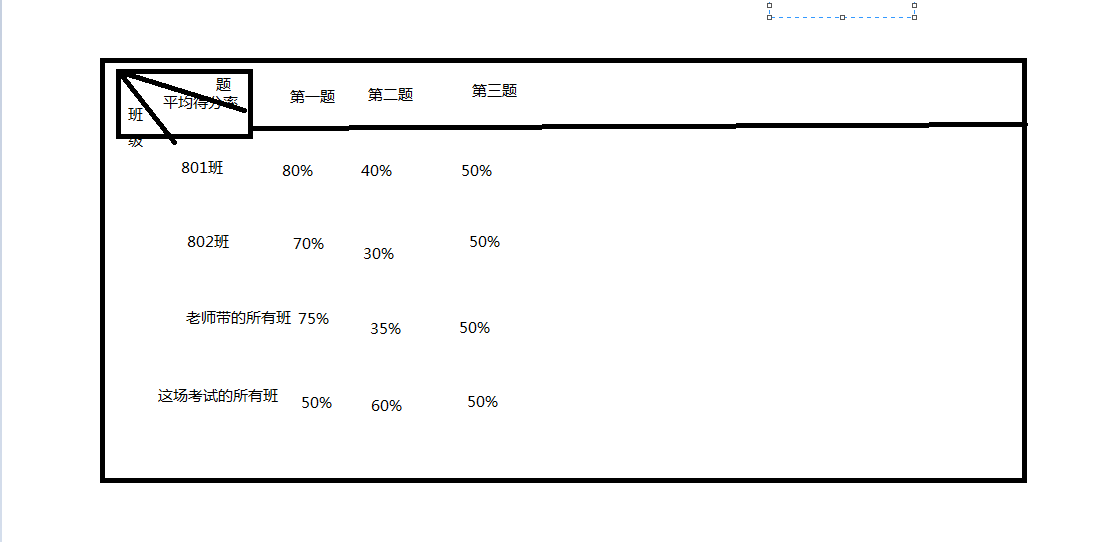 题
平均得分率
班
级
第一题 第二题 第三题
801班 80% 40% 50%
802班 70% 30% 50%
老师带的所有班 75% 35% 50%
这场考试的所有班 50% 60% 50%